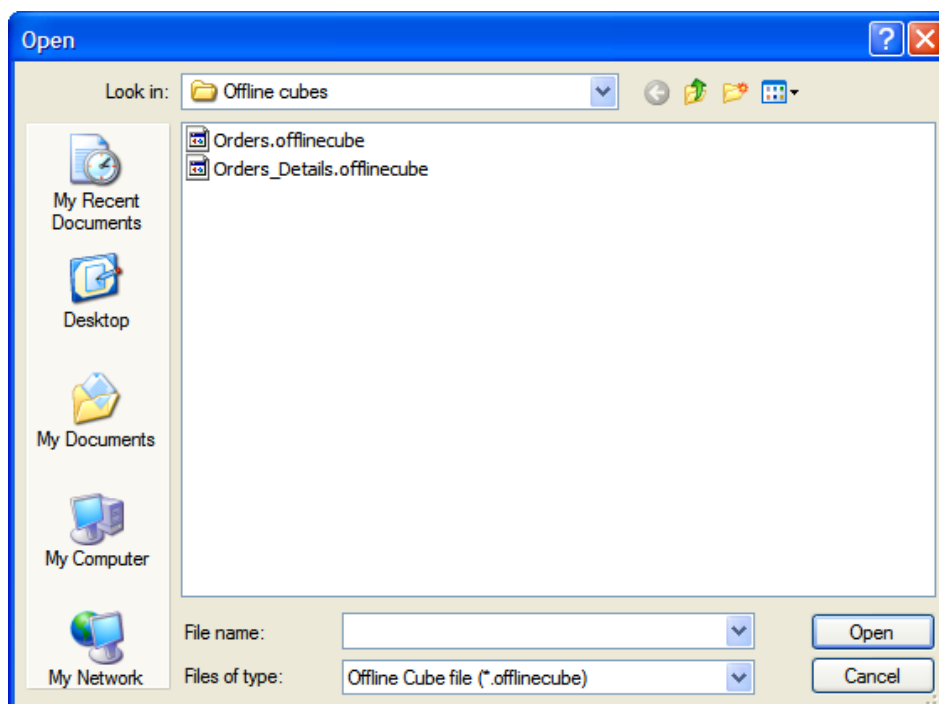 Open
Look in:
Offline cubes
Orders.offlinecube
Orders_Details.offlinecube
My Recent
Documents
Desktop
My Documents
My Computer
My Network
File name:
Open
Files of type:
Offline Cube file (*.offlinecube)
Cancel